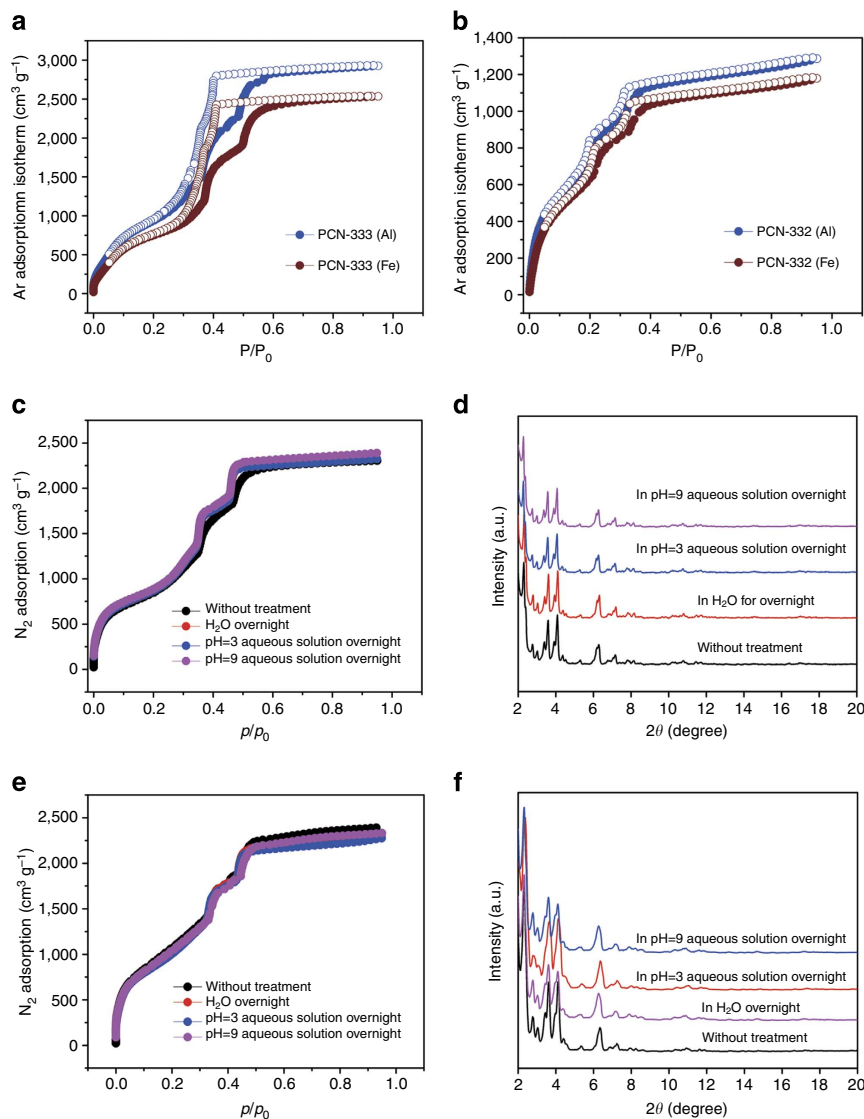 a
Ar adsorptiomn isotherm (cm³ g⁻¹)
3,000
2,500
2,000
1,500
1,000
500
0
PCN-333 (Al)
PCN-333 (Fe)
0.0 0.2 0.4 0.6 0.8 1.0
P/P₀
b
Ar adsorption isotherm (cm³ g⁻¹)
1,400
1,200
1,000
800
600
400
200
0
PCN-332 (Al)
PCN-332 (Fe)
0.0 0.2 0.4 0.6 0.8 1.0
P/P₀
c
N₂ adsorption (cm³ g⁻¹)
2,500
2,000
1,500
1,000
500
0
Without treatment
H₂O overnight
pH=3 aqueous solution overnight
pH=9 aqueous solution overnight
0.0 0.2 0.4 0.6 0.8 1.0
p/p₀
d
Intensity (a.u.)
In pH=9 aqueous solution overnight
In pH=3 aqueous solution overnight
In H₂O for overnight
Without treatment
2 4 6 8 10 12 14 16 18 20
2θ (degree)
e
N₂ adsorption (cm³ g⁻¹)
2,500
2,000
1,500
1,000
500
0
Without treatment
H₂O overnight
pH=3 aqueous solution overnight
pH=9 aqueous solution overnight
0.0 0.2 0.4 0.6 0.8 1.0
p/p₀
f
Intensity (a.u.)
In pH=9 aqueous solution overnight
In pH=3 aqueous solution overnight
In H₂O overnight
Without treatment
2 4 6 8 10 12 14 16 18 20
2θ (degree)